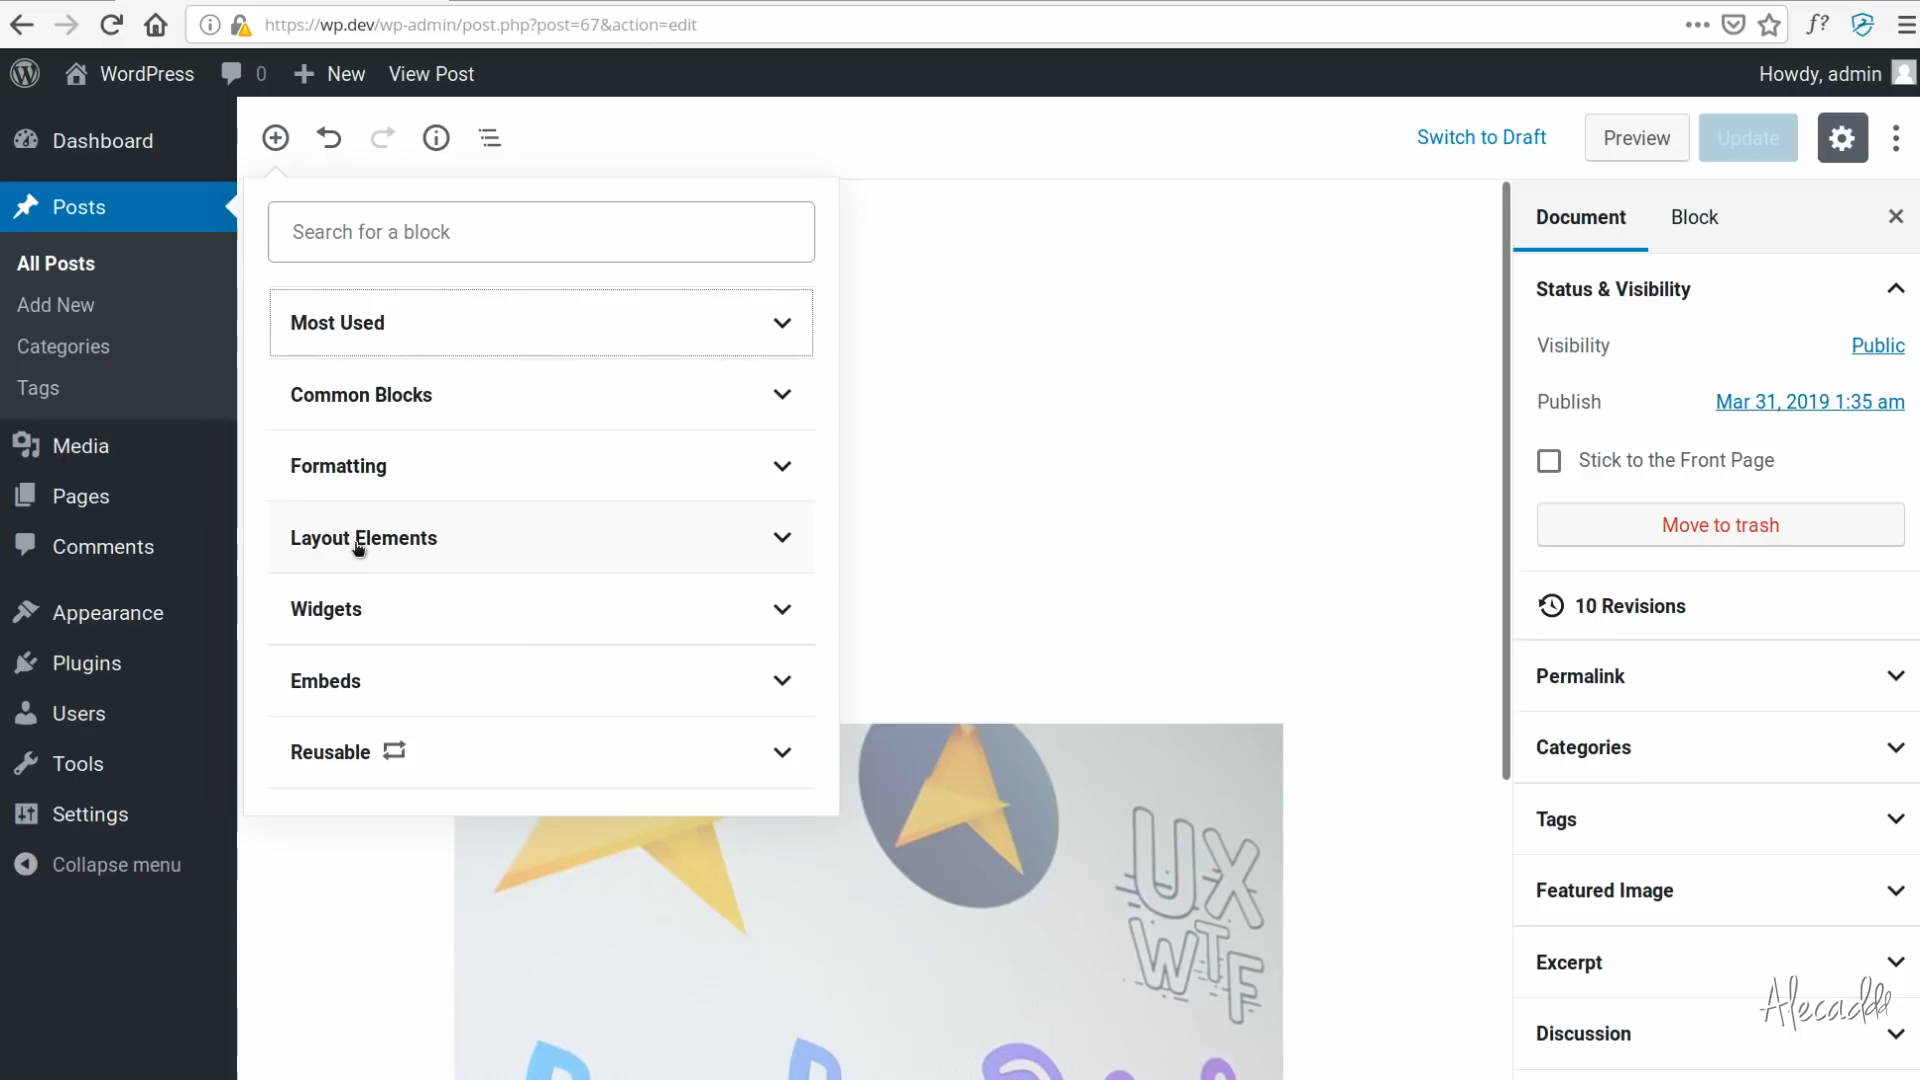 https://wp.dev/wp-admin/post.php?post=67&action=edit
f?
WordPress 0 New View Post
Howdy, admin
Dashboard
Posts
All Posts
Add New
Categories
Tags
Media
Pages
Comments
Appearance
Plugins
Users
Tools
Settings
Collapse menu
Switch to Draft Preview Update
Search for a block
Most Used
Common Blocks
Formatting
Layout Elements
Widgets
Embeds
Reusable
UX
WTF
Document Block
Status & Visibility
Visibility Public
Publish Mar 31, 2019 1:35 am
Stick to the Front Page
Move to trash
10 Revisions
Permalink
Categories
Tags
Featured Image
Excerpt
Discussion
Alecaddd